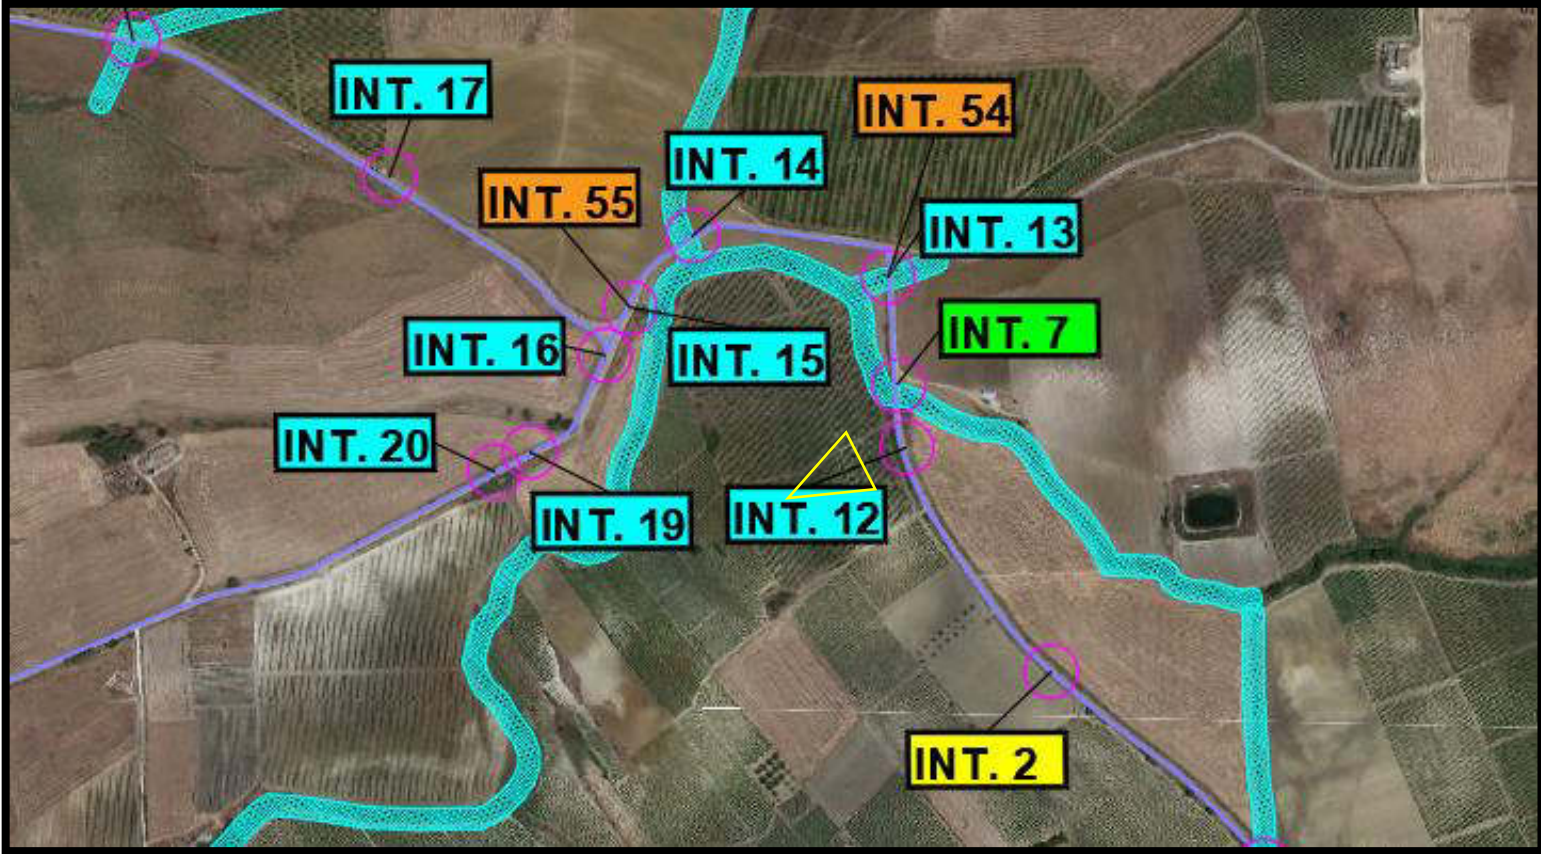 INT. 17
INT. 54
INT. 14
INT. 55
INT. 13
INT. 7
INT. 16
INT. 15
INT. 20
INT. 19
INT. 12
INT. 2